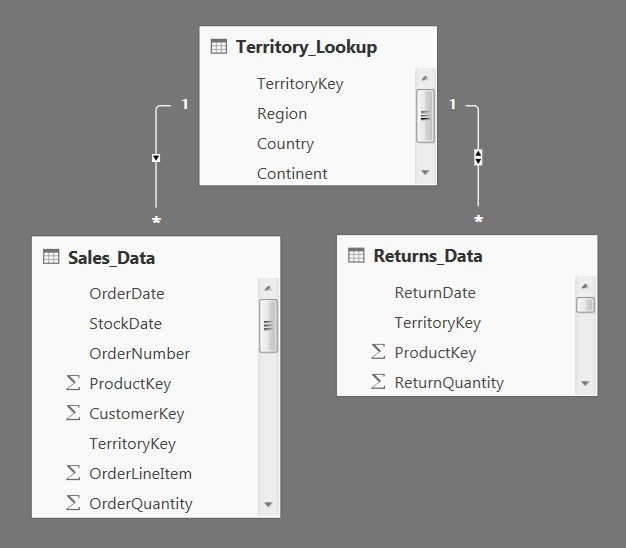 Territory_Lookup
TerritoryKey
Region
Country
Continent
1
1
*
*
Sales_Data
OrderDate
StockDate
OrderNumber
Σ ProductKey
Σ CustomerKey
TerritoryKey
Σ OrderLineItem
Σ OrderQuantity
Returns_Data
ReturnDate
TerritoryKey
Σ ProductKey
Σ ReturnQuantity